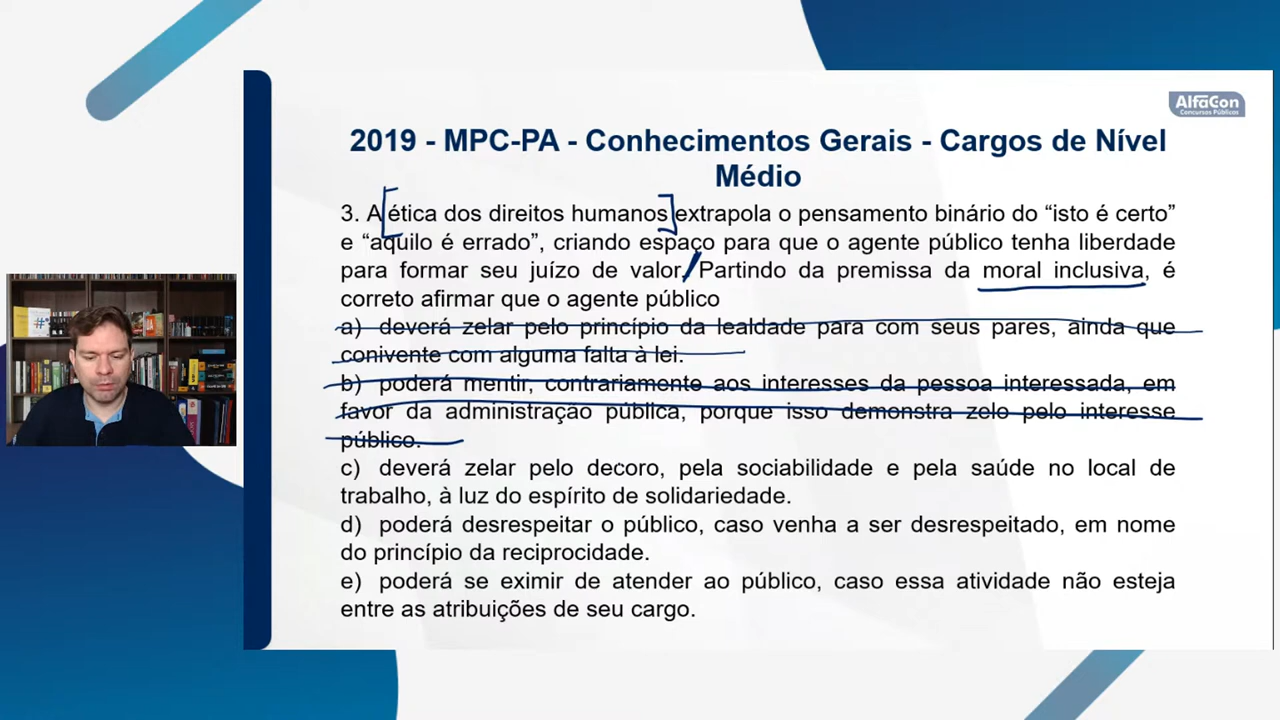 AlfaCon
Concursos Públicos
2019 - MPC-PA - Conhecimentos Gerais - Cargos de Nível
Médio
3. A ética dos direitos humanos extrapola o pensamento binário do “isto é certo”
e “aquilo é errado”, criando espaço para que o agente público tenha liberdade
para formar seu juízo de valor. Partindo da premissa da moral inclusiva, é
correto afirmar que o agente público
a) deverá zelar pelo princípio da lealdade para com seus pares, ainda que
conivente com alguma falta à lei.
b) poderá mentir, contrariamente aos interesses da pessoa interessada, em
favor da administração pública, porque isso demonstra zelo pelo interesse
público.
c) deverá zelar pelo decoro, pela sociabilidade e pela saúde no local de
trabalho, à luz do espírito de solidariedade.
d) poderá desrespeitar o público, caso venha a ser desrespeitado, em nome
do princípio da reciprocidade.
e) poderá se eximir de atender ao público, caso essa atividade não esteja
entre as atribuições de seu cargo.